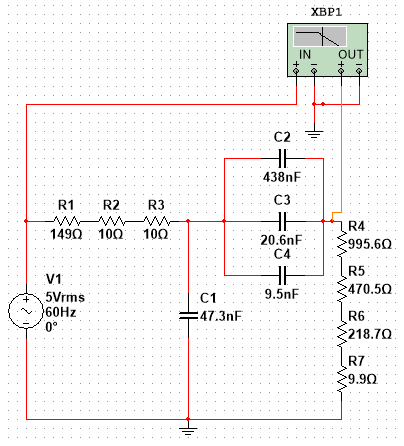 XBP1
IN OUT
+ - + -
C2
438nF
R1 R2 R3
149Ω 10Ω 10Ω
C3
20.6nF
R4
995.6Ω
C4
9.5nF
R5
470.5Ω
V1
5Vrms
60Hz
0°
C1
47.3nF
R6
218.7Ω
R7
9.9Ω